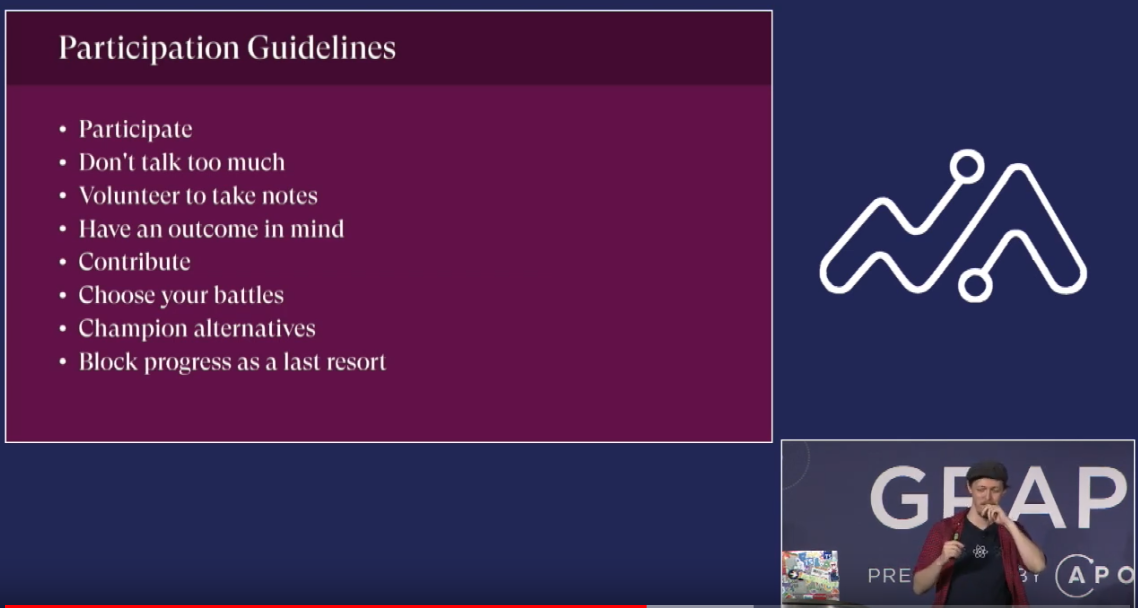 Participation Guidelines
• Participate
• Don't talk too much
• Volunteer to take notes
• Have an outcome in mind
• Contribute
• Choose your battles
• Champion alternatives
• Block progress as a last resort
GRAP
PRE BY APO